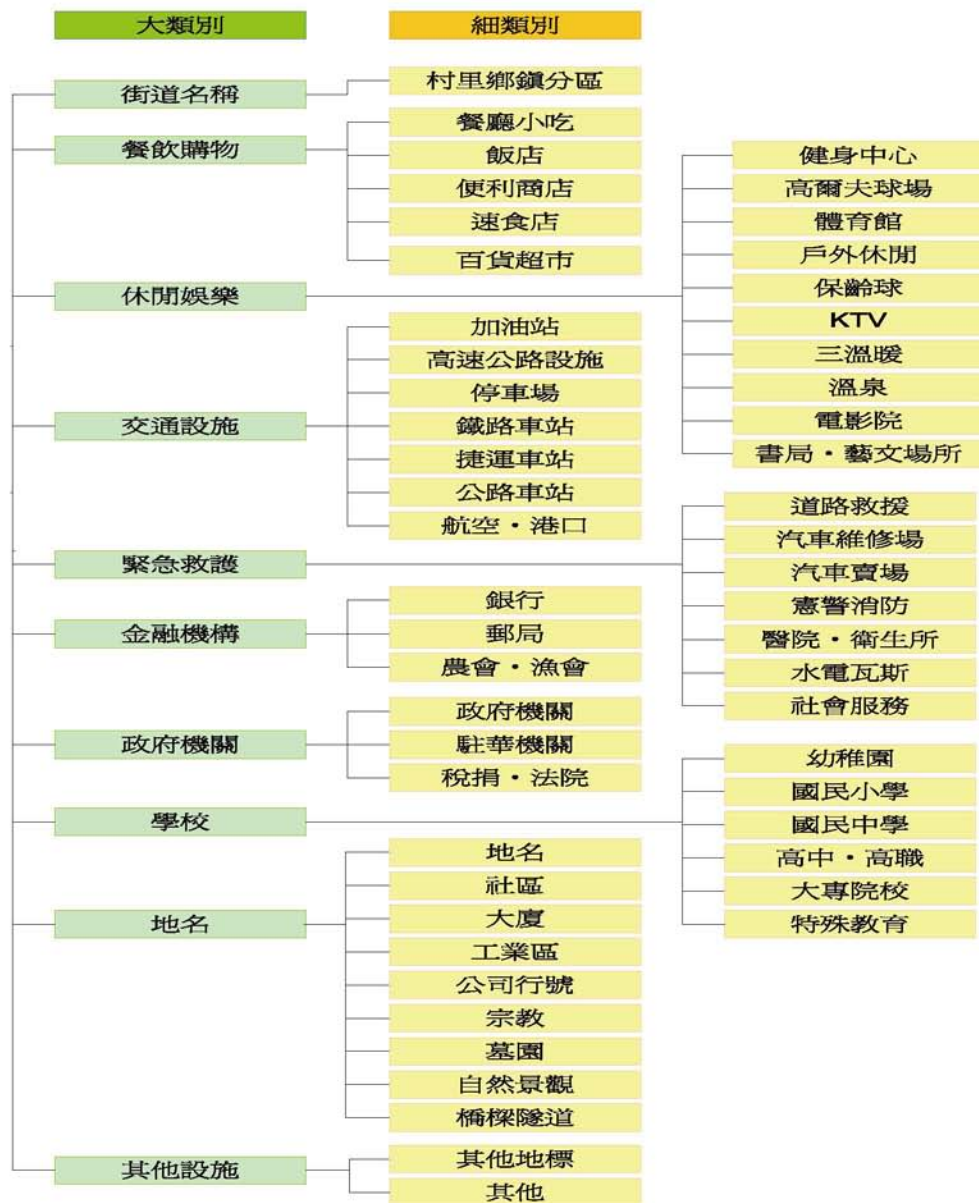 大類別
細類別
街道名稱
村里鄉鎮分區
餐飲購物
餐廳小吃
飯店
便利商店
速食店
百貨超市
休閒娛樂
健身中心
高爾夫球場
體育館
戶外休閒
保齡球
KTV
三溫暖
溫泉
電影院
書局・藝文場所
交通設施
加油站
高速公路設施
停車場
鐵路車站
捷運車站
公路車站
航空・港口
緊急救護
道路救援
汽車維修場
汽車賣場
憲警消防
醫院・衛生所
水電瓦斯
社會服務
金融機構
銀行
郵局
農會・漁會
政府機關
政府機關
駐華機關
稅捐・法院
學校
幼稚園
國民小學
國民中學
高中・高職
大專院校
特殊教育
地名
地名
社區
大廈
工業區
公司行號
宗教
墓園
自然景觀
橋樑隧道
其他設施
其他地標
其他